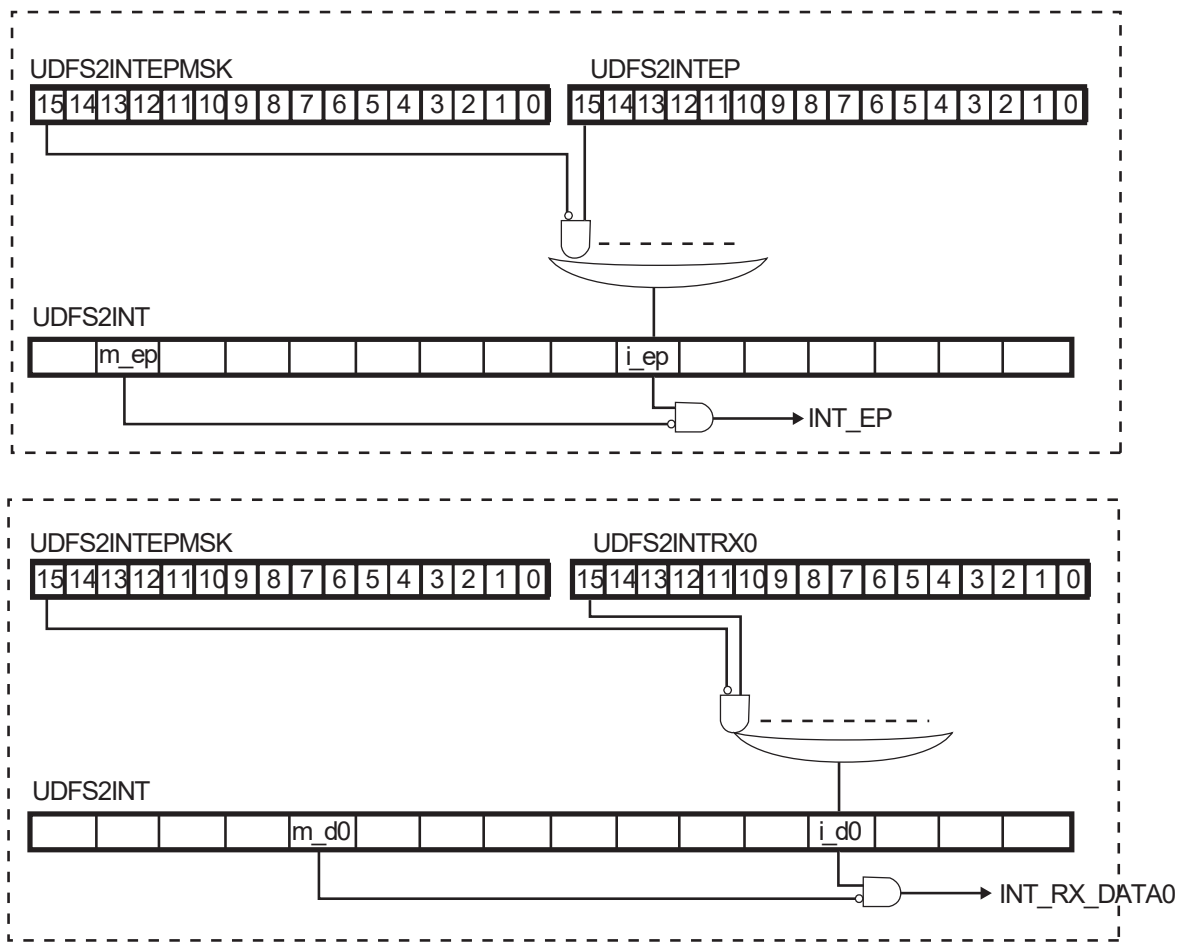 UDFS2INTEPMSK UDFS2INTEP
15 14 13 12 11 10 9 8 7 6 5 4 3 2 1 0 15 14 13 12 11 10 9 8 7 6 5 4 3 2 1 0
UDFS2INT
m_ep i_ep
INT_EP
UDFS2INTEPMSK UDFS2INTRX0
15 14 13 12 11 10 9 8 7 6 5 4 3 2 1 0 15 14 13 12 11 10 9 8 7 6 5 4 3 2 1 0
UDFS2INT
m_d0 i_d0
INT_RX_DATA0